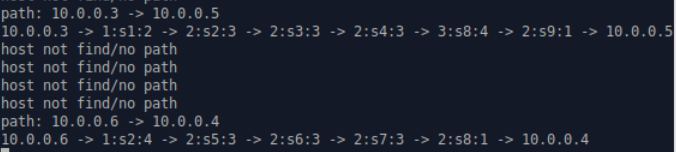 host not find/no path
path: 10.0.0.3 -> 10.0.0.5
10.0.0.3 -> 1:s1:2 -> 2:s2:3 -> 2:s3:3 -> 2:s4:3 -> 3:s8:4 -> 2:s9:1 -> 10.0.0.5
host not find/no path
host not find/no path
host not find/no path
host not find/no path
path: 10.0.0.6 -> 10.0.0.4
10.0.0.6 -> 1:s2:4 -> 2:s5:3 -> 2:s6:3 -> 2:s7:3 -> 2:s8:1 -> 10.0.0.4